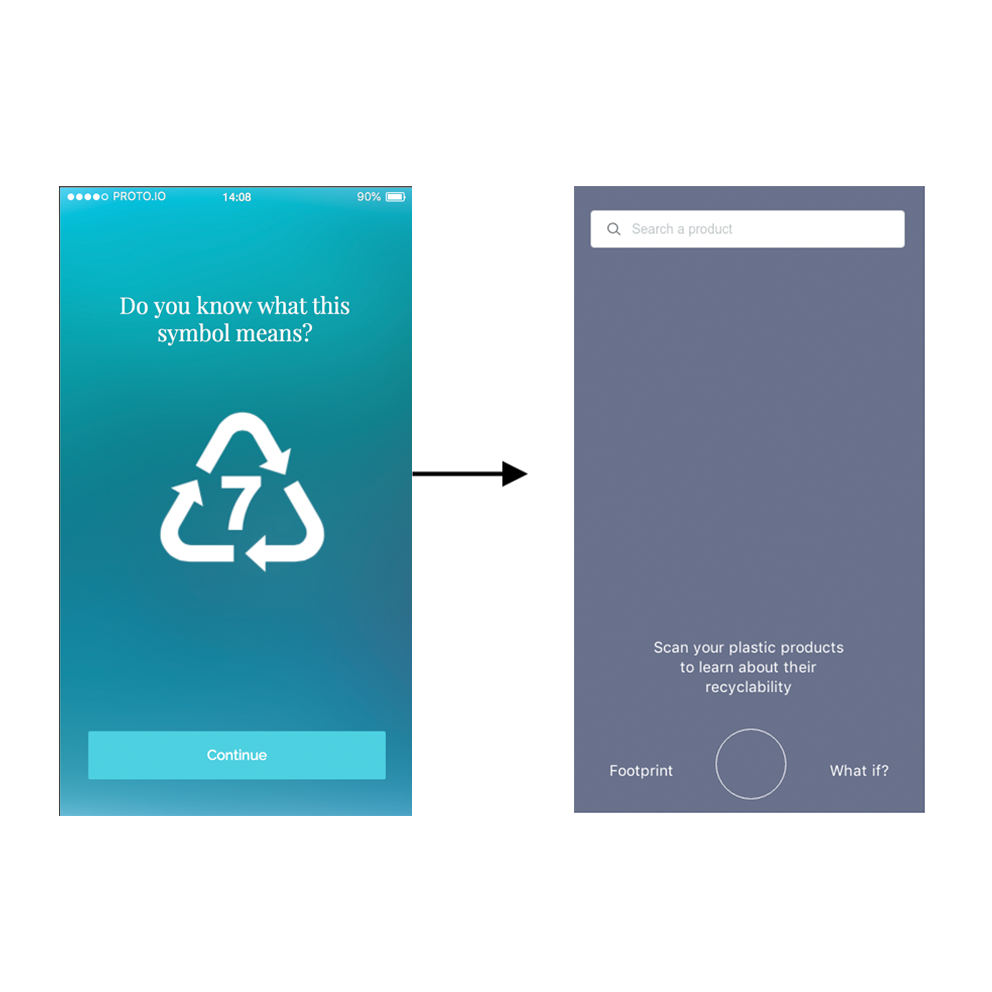 PROTO.IO 14:08 90%
Do you know what this
symbol means?
7
Continue
Search a product
Scan your plastic products
to learn about their
recyclability
Footprint What if?